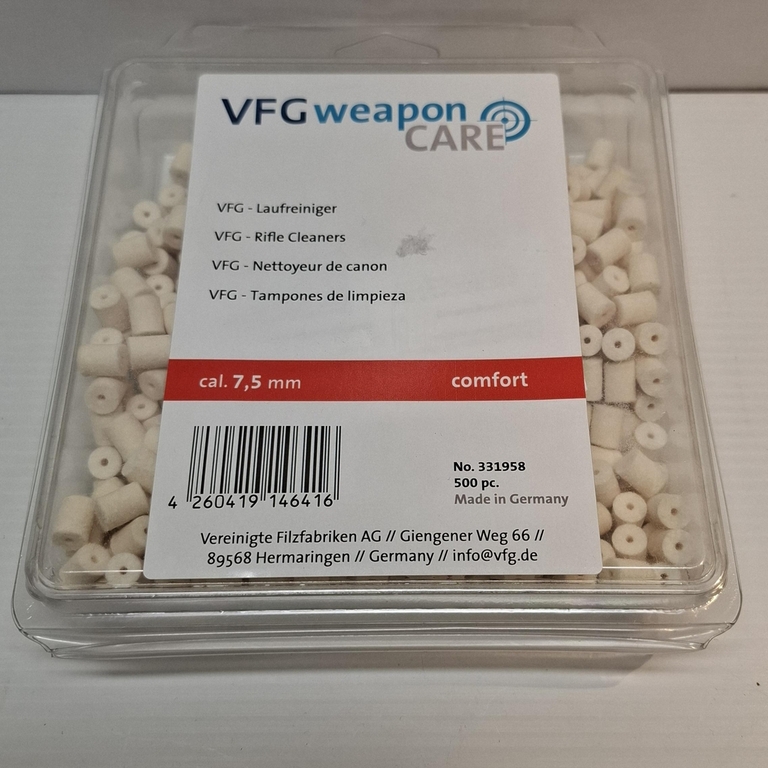 VFG weapon
CARE
VFG - Laufreiniger
VFG - Rifle Cleaners
VFG - Nettoyeur de canon
VFG - Tampones de limpieza
cal. 7,5 mm comfort
4 260419 146416
No. 331958
500 pc.
Made in Germany
Vereinigte Filzfabriken AG // Giengener Weg 66 //
89568 Hermaringen // Germany // info@vfg.de